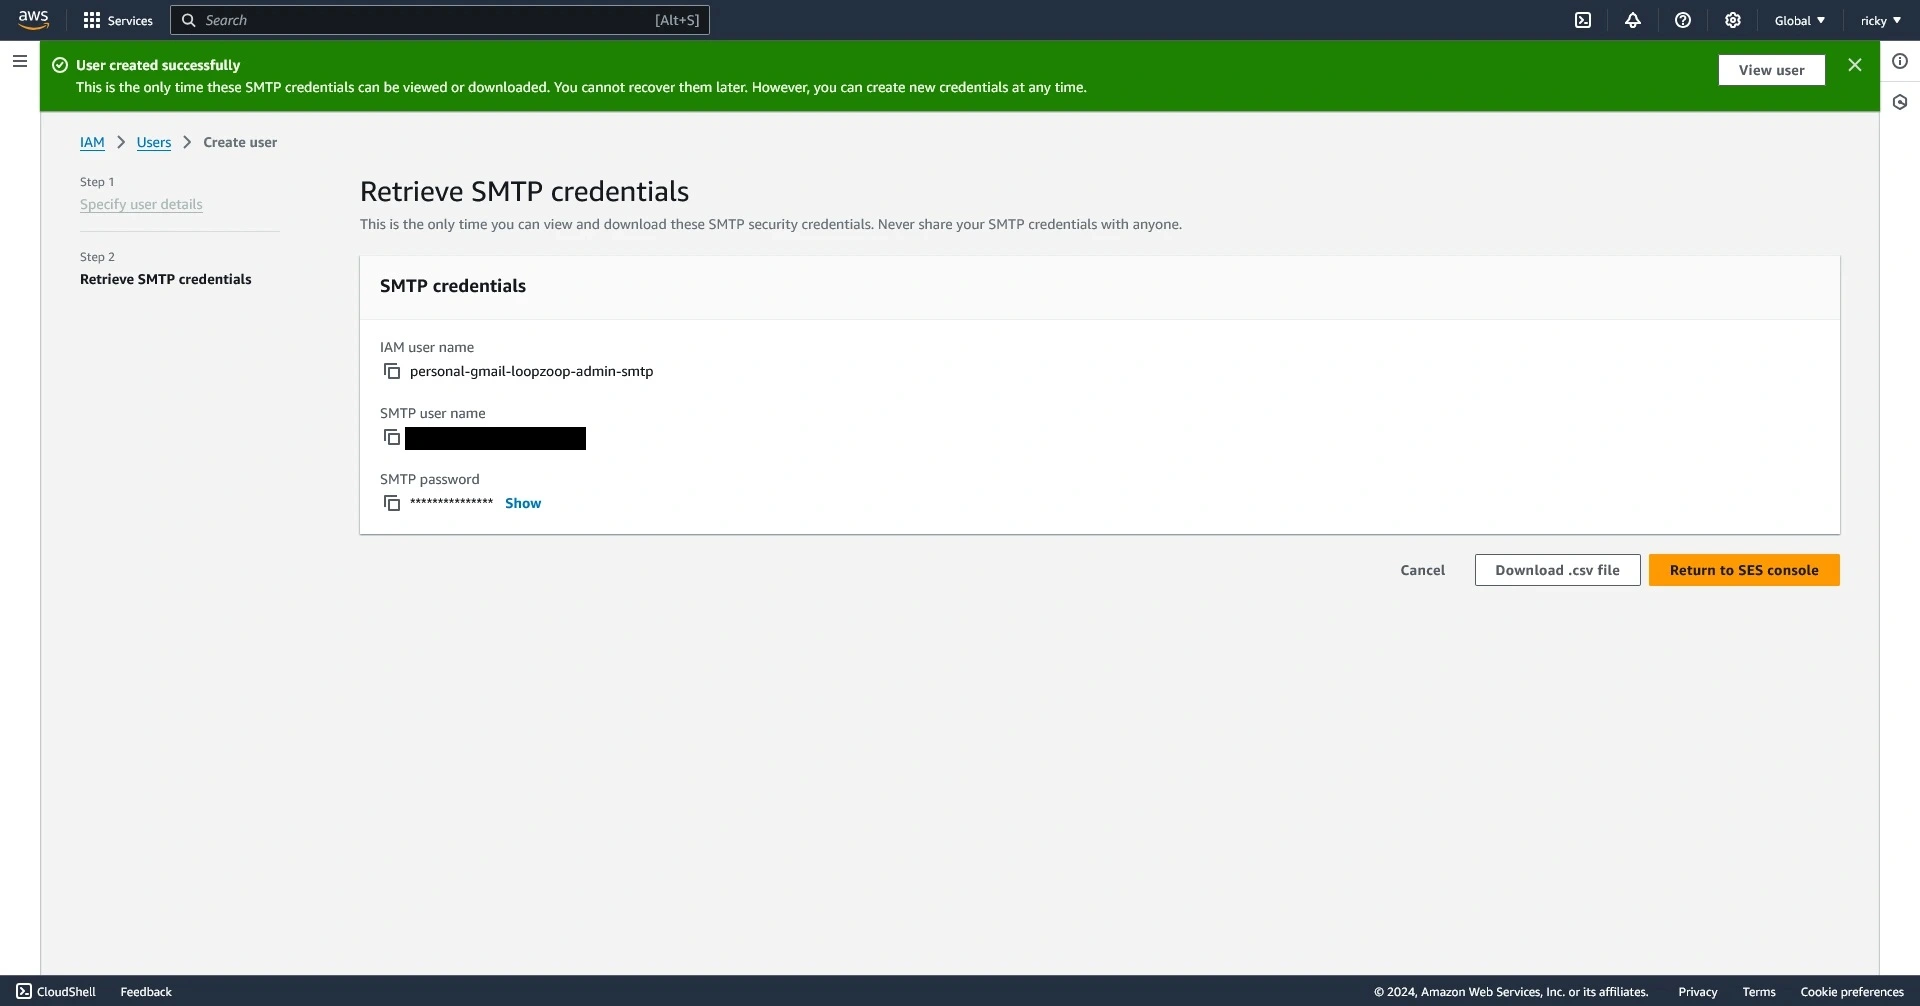 aws
Services
Search
[Alt+S]
Global
ricky
User created successfully
This is the only time these SMTP credentials can be viewed or downloaded. You cannot recover them later. However, you can create new credentials at any time.
View user
IAM
Users
Create user
Step 1
Specify user details
Step 2
Retrieve SMTP credentials
Retrieve SMTP credentials
This is the only time you can view and download these SMTP security credentials. Never share your SMTP credentials with anyone.
SMTP credentials
IAM user name
personal-gmail-loopzoop-admin-smtp
SMTP user name
SMTP password
*************** Show
Cancel
Download .csv file
Return to SES console
CloudShell
Feedback
© 2024, Amazon Web Services, Inc. or its affiliates.
Privacy
Terms
Cookie preferences